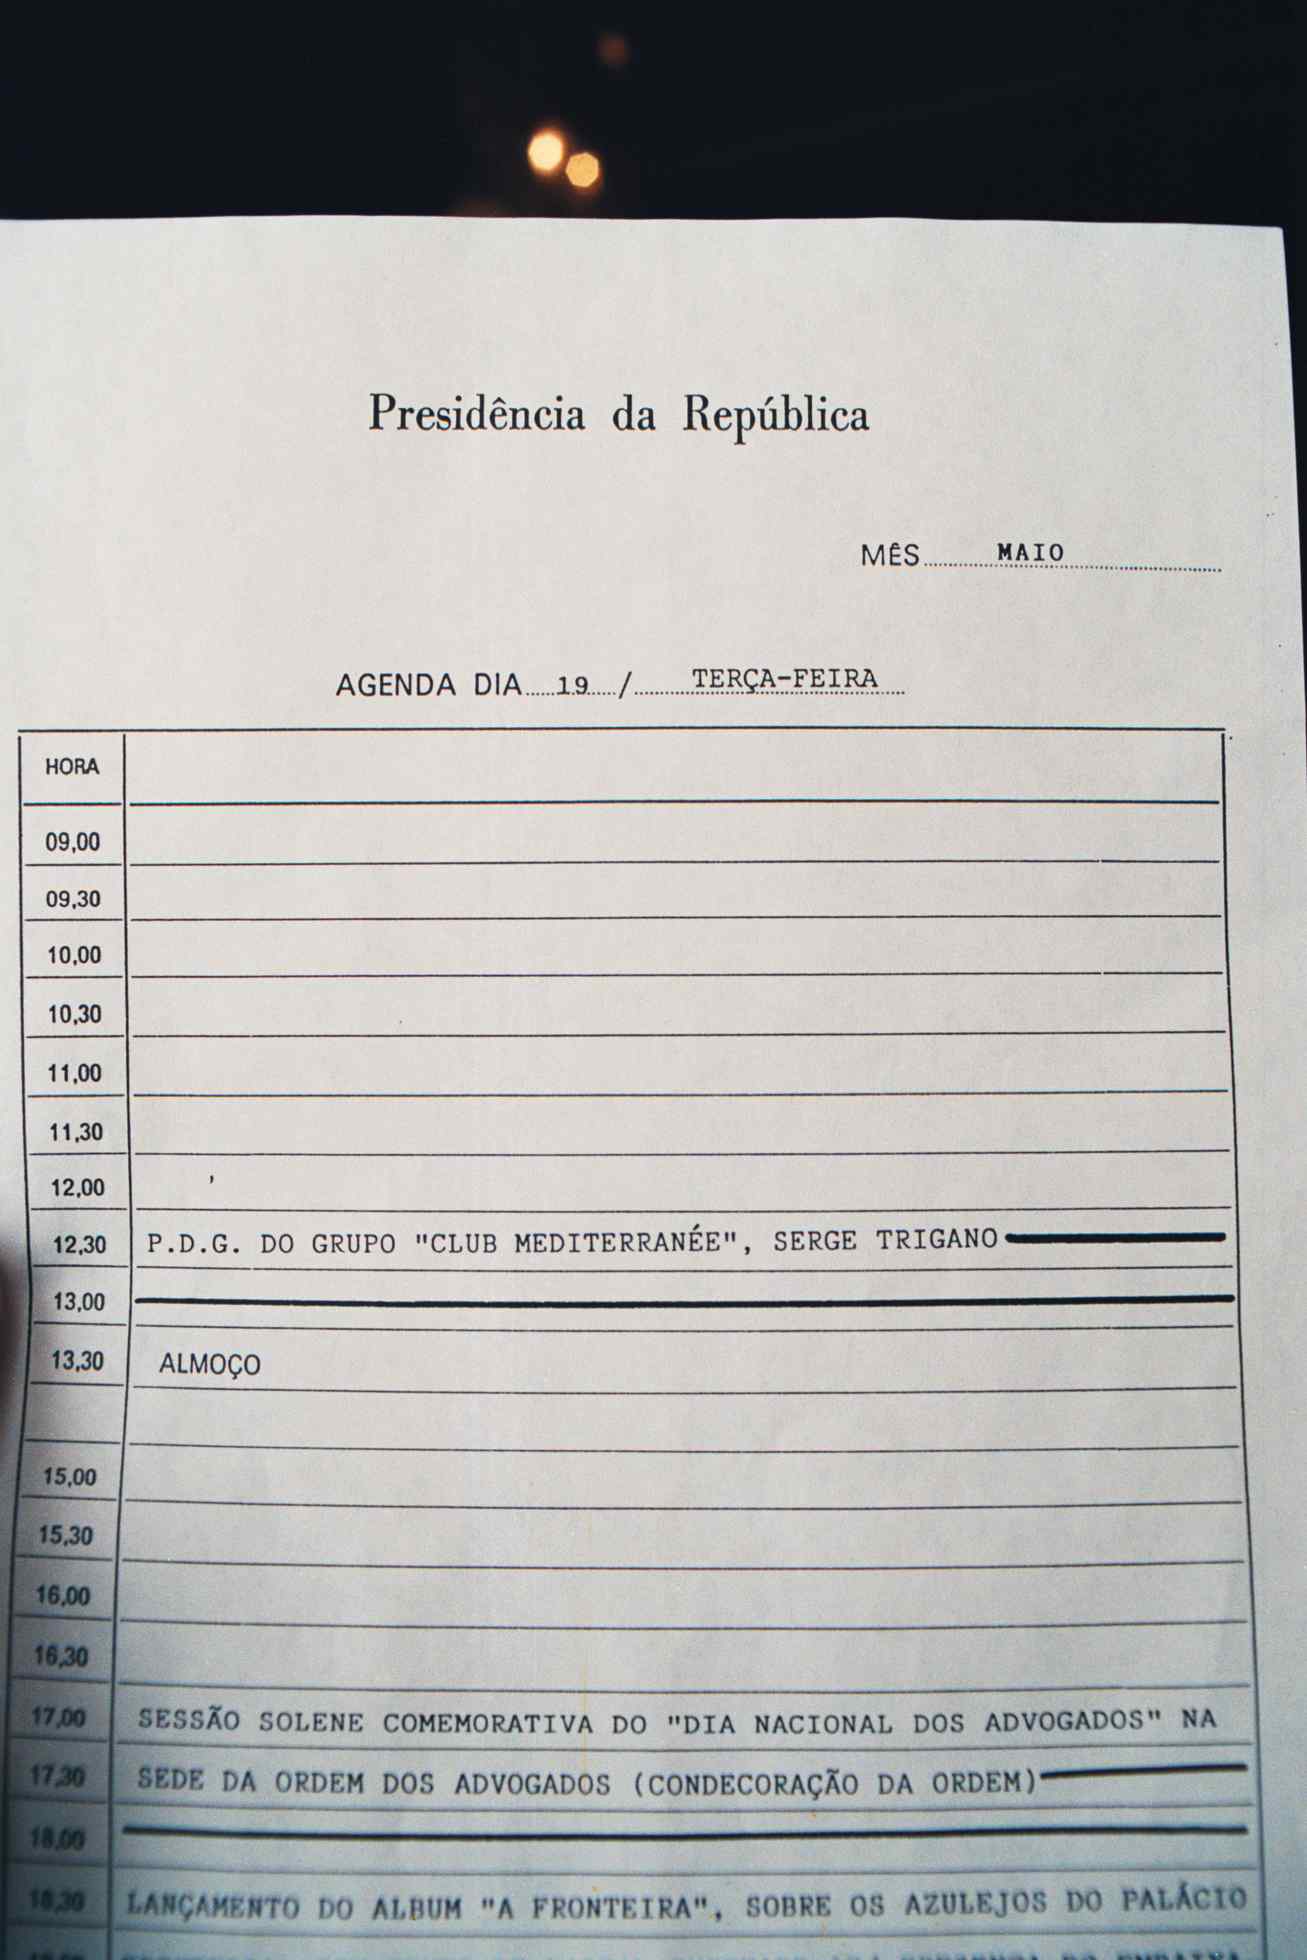 Presidência da República
MÊS MAIO
AGENDA DIA 19 / TERÇA-FEIRA
HORA
09,00
09,30
10,00
10,30
11,00
11,30
12,00
12,30 P.D.G. DO GRUPO "CLUB MEDITERRANÉE", SERGE TRIGANO
13,00
13,30 ALMOÇO
15,00
15,30
16,00
16,30
17,00 SESSÃO SOLENE COMEMORATIVA DO "DIA NACIONAL DOS ADVOGADOS" NA
17,30 SEDE DA ORDEM DOS ADVOGADOS (CONDECORAÇÃO DA ORDEM)
18,00
18,30 LANÇAMENTO DO ALBUM "A FRONTEIRA", SOBRE OS AZULEJOS DO PALÁCIO